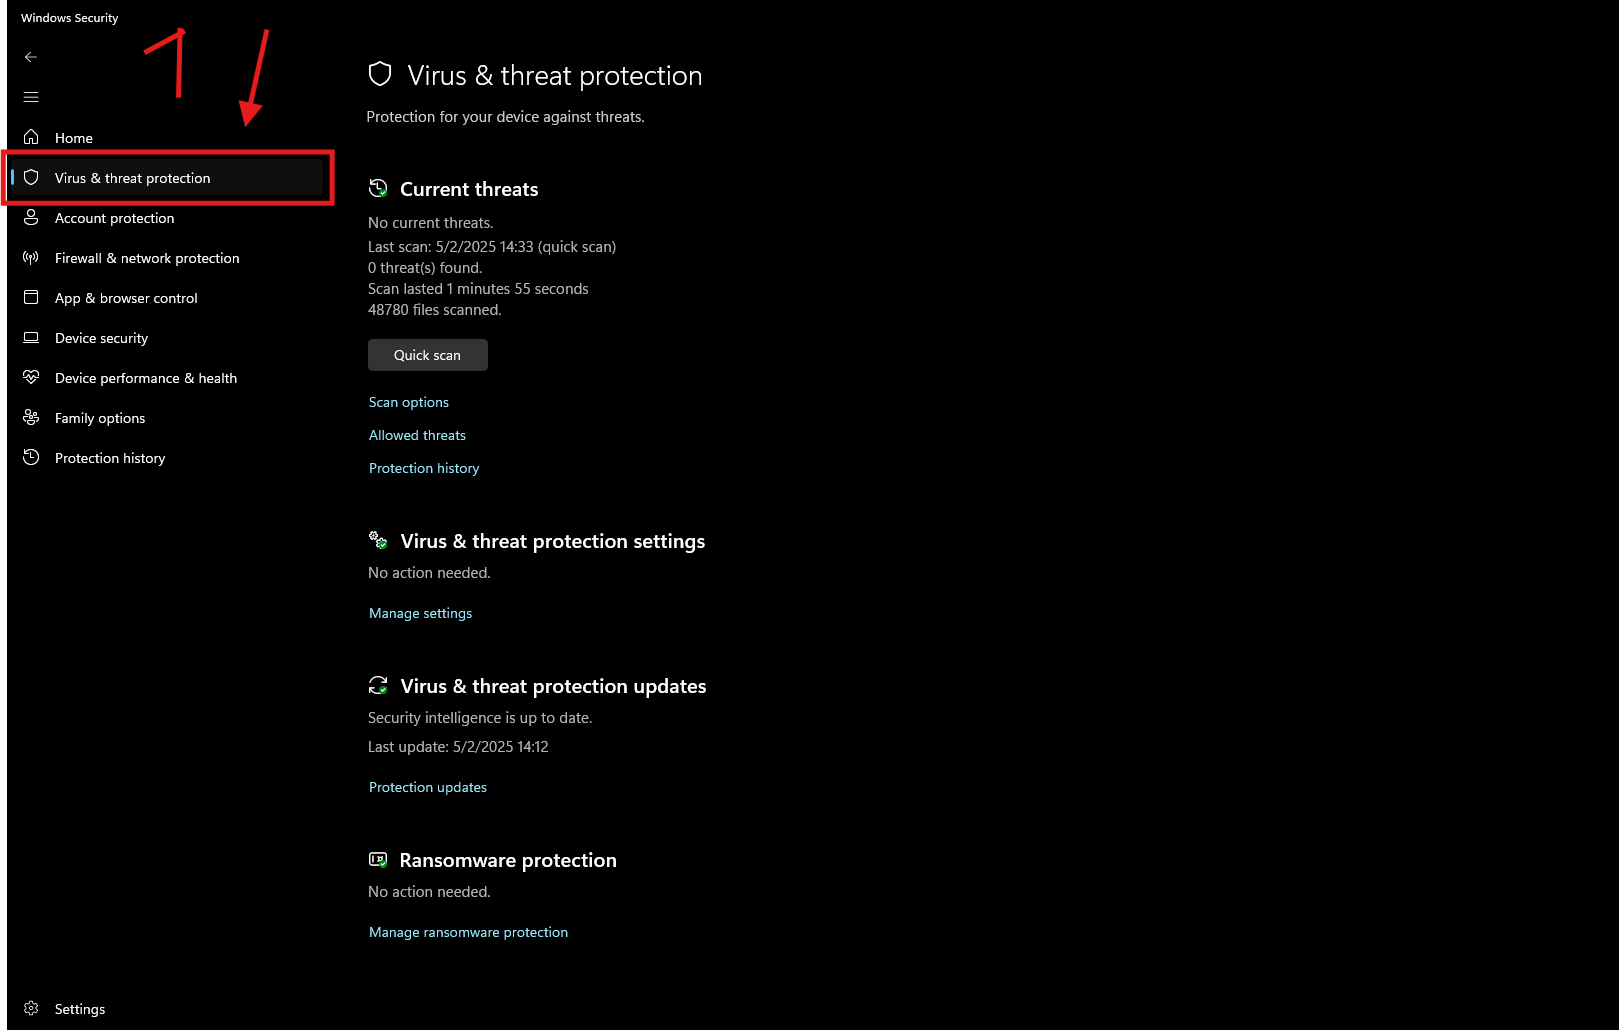 Windows Security
1
Home
Virus & threat protection
Account protection
Firewall & network protection
App & browser control
Device security
Device performance & health
Family options
Protection history
Settings
Virus & threat protection
Protection for your device against threats.
Current threats
No current threats.
Last scan: 5/2/2025 14:33 (quick scan)
0 threat(s) found.
Scan lasted 1 minutes 55 seconds
48780 files scanned.
Quick scan
Scan options
Allowed threats
Protection history
Virus & threat protection settings
No action needed.
Manage settings
Virus & threat protection updates
Security intelligence is up to date.
Last update: 5/2/2025 14:12
Protection updates
Ransomware protection
No action needed.
Manage ransomware protection